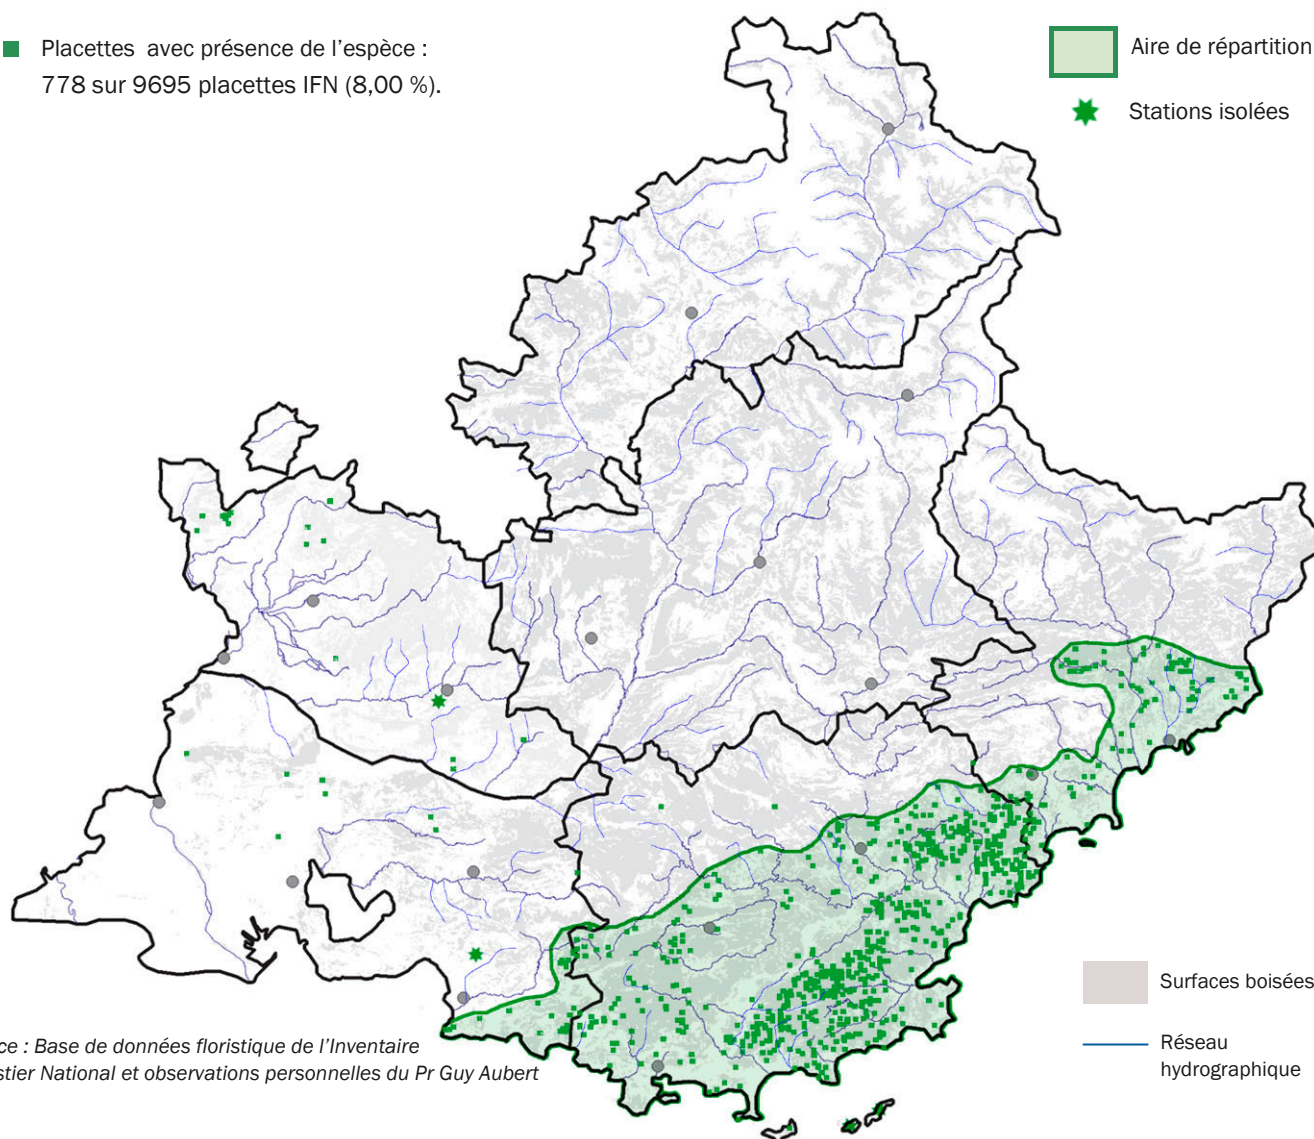 Placettes avec présence de l'espèce :
778 sur 9695 placettes IFN (8,00 %).
Aire de répartition
Stations isolées
Surfaces boisées
Réseau
hydrographique
ce : Base de données floristique de l'Inventaire
stier National et observations personnelles du Pr Guy Aubert